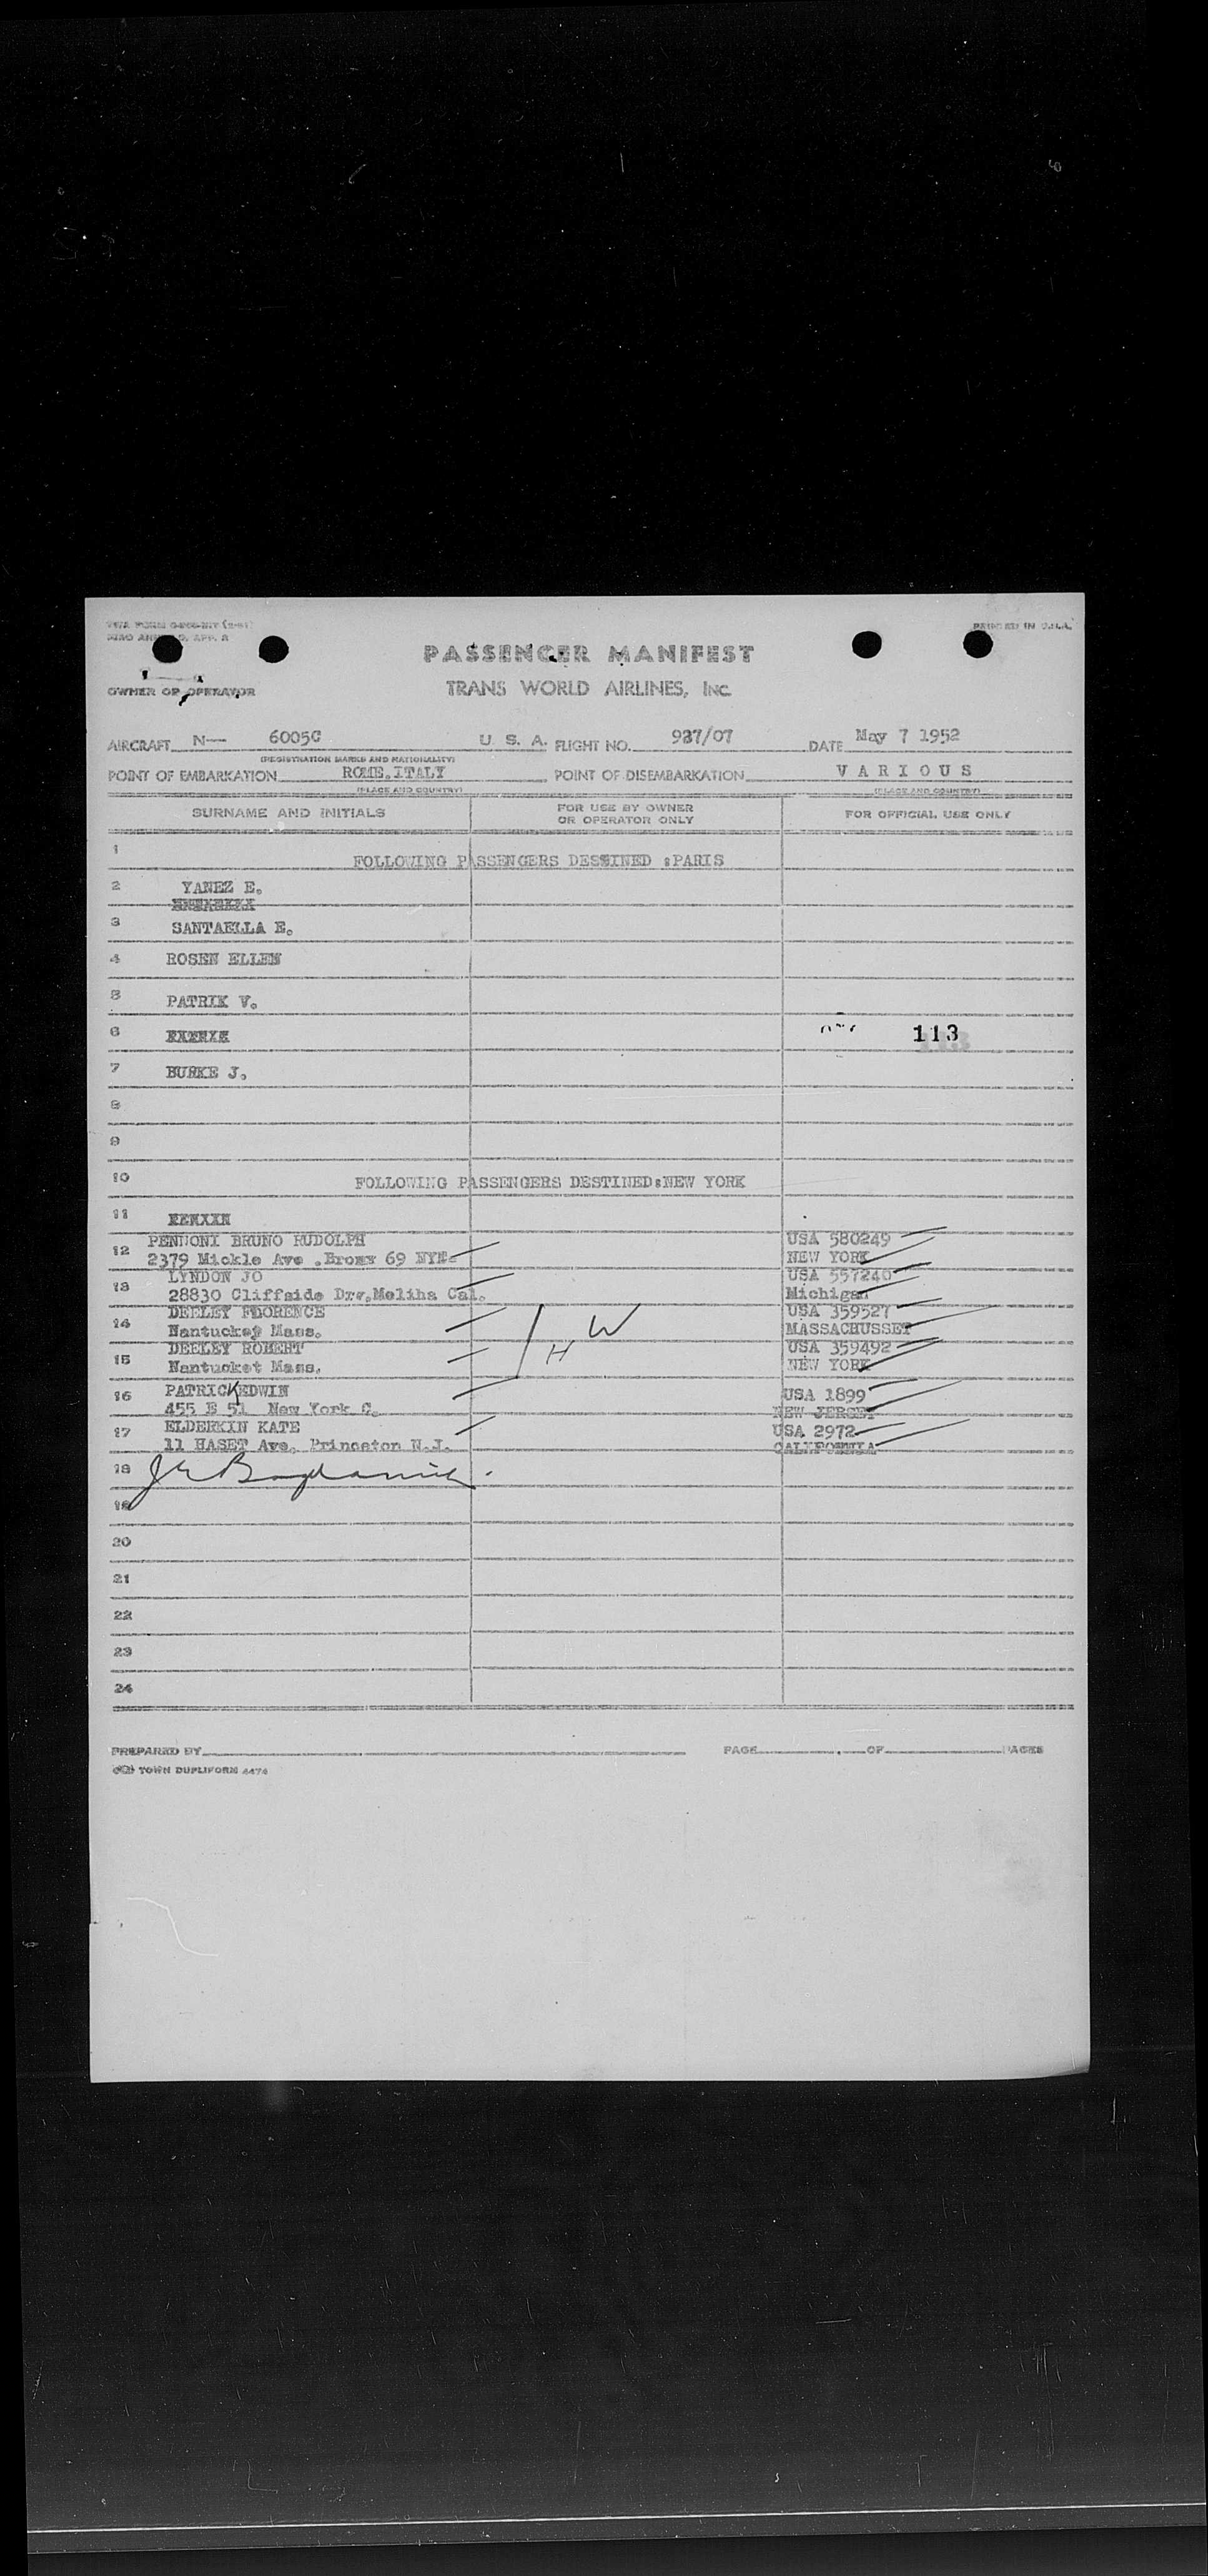 PRINTED IN U.S.A.
PASSENGER MANIFEST
OWNER OR OPERATOR TRANS WORLD AIRLINES, INC.
AIRCRAFT N— 6005C U. S. A. FLIGHT NO. 937/07 DATE May 7 1952
(REGISTRATION MARKS AND NATIONALITY)
POINT OF EMBARKATION ROME, ITALY POINT OF DISEMBARKATION V A R I O U S
(PLACE AND COUNTRY) (PLACE AND COUNTRY)
SURNAME AND INITIALS FOR USE BY OWNER OR OPERATOR ONLY FOR OFFICIAL USE ONLY
1 FOLLOWING PASSENGERS DESTINED :PARIS
2 YANEZ E.
3 SANTAELLA E.
4 ROSEN ELLEN
5 PATRIK V.
6 113
7 BURKE J.
8
9
10 FOLLOWING PASSENGERS DESTINED:NEW YORK
11
12 PENNONI BRUNO RUDOLPH USA 580249
2379 Mickle Ave .Bronx 69 NYK NEW YORK
13 LYNDON JO USA 557240
28830 Cliffside Drv.Meliha Cal. Michigan
14 DEELEY FLORENCE USA 359527
Nantucket Mass. W MASSACHUSSET
15 DEELEY ROBERT H USA 359492
Nantucket Mass. NEW YORK
16 PATRICK EDWIN USA 1899
455 E 51 New York C. NEW JERSEY
17 ELDERKIN KATE USA 2972
11 HASET Ave. Princeton N.J. CALIFORNIA
18
19
20
21
22
23
24
PREPARED BY PAGE OF PAGES
TOWN DUPLIFORM 4474